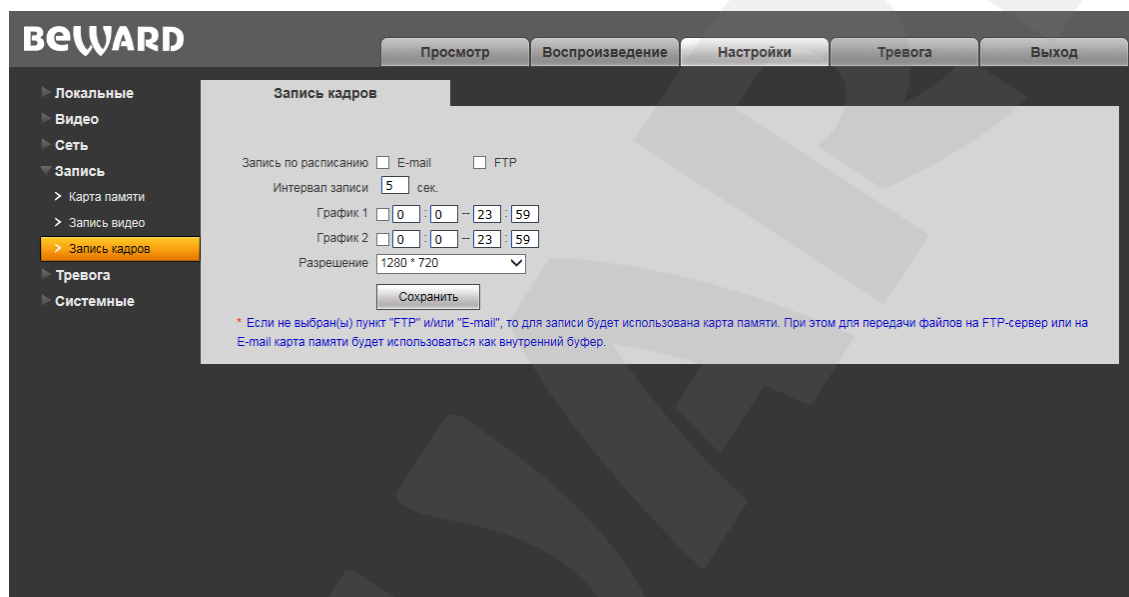 BEWARD
Просмотр Воспроизведение Настройки Тревога Выход
Локальные
Видео
Сеть
Запись
> Карта памяти
> Запись видео
> Запись кадров
Тревога
Системные
Запись кадров
Запись по расписанию E-mail FTP
Интервал записи 5 сек.
График 1 0 : 0 -- 23 : 59
График 2 0 : 0 -- 23 : 59
Разрешение 1280 * 720
Сохранить
* Если не выбран(ы) пункт "FTP" и/или "E-mail", то для записи будет использована карта памяти. При этом для передачи файлов на FTP-сервер или на
E-mail карта памяти будет использоваться как внутренний буфер.